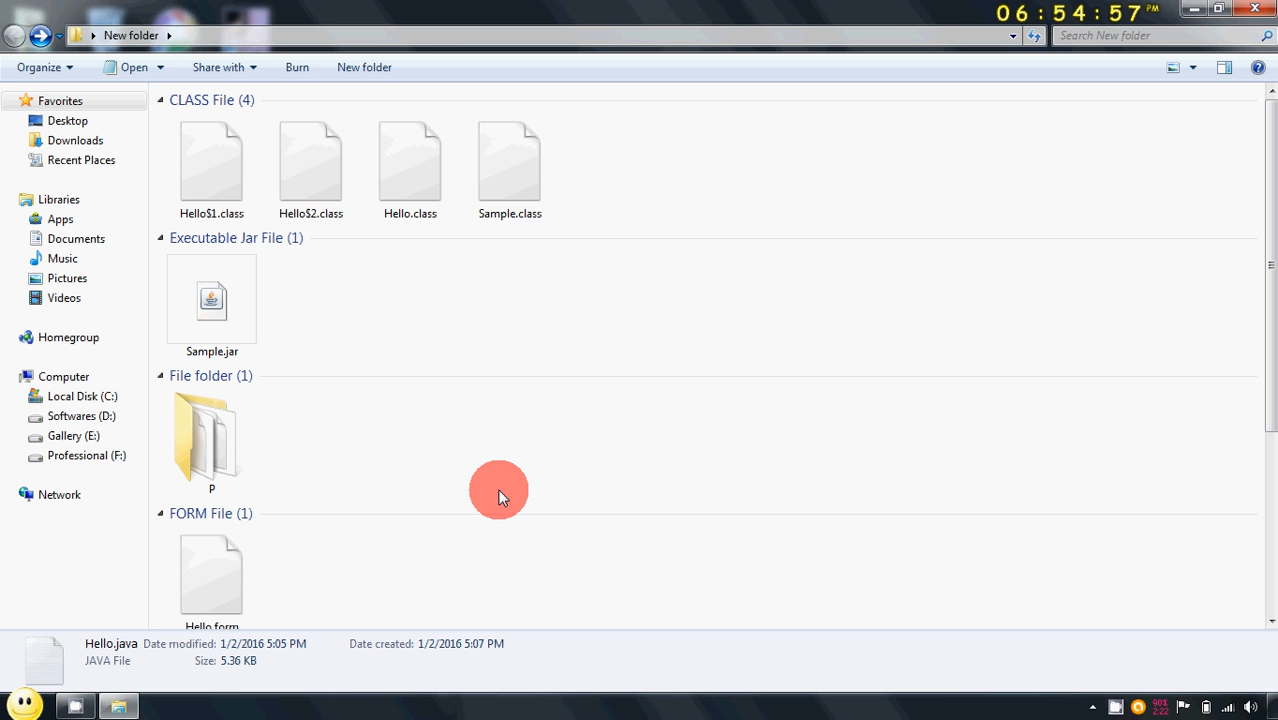 06:54:57 PM
New folder
Search New folder
Organize
Open
Share with
Burn
New folder
Favorites
Desktop
Downloads
Recent Places
Libraries
Apps
Documents
Music
Pictures
Videos
Homegroup
Computer
Local Disk (C:)
Softwares (D:)
Gallery (E:)
Professional (F:)
Network
CLASS File (4)
Hello$1.class
Hello$2.class
Hello.class
Sample.class
Executable Jar File (1)
Sample.jar
File folder (1)
P
FORM File (1)
Hello.form
Hello.java Date modified: 1/2/2016 5:05 PM Date created: 1/2/2016 5:07 PM
JAVA File Size: 5.36 KB
90%
2:22